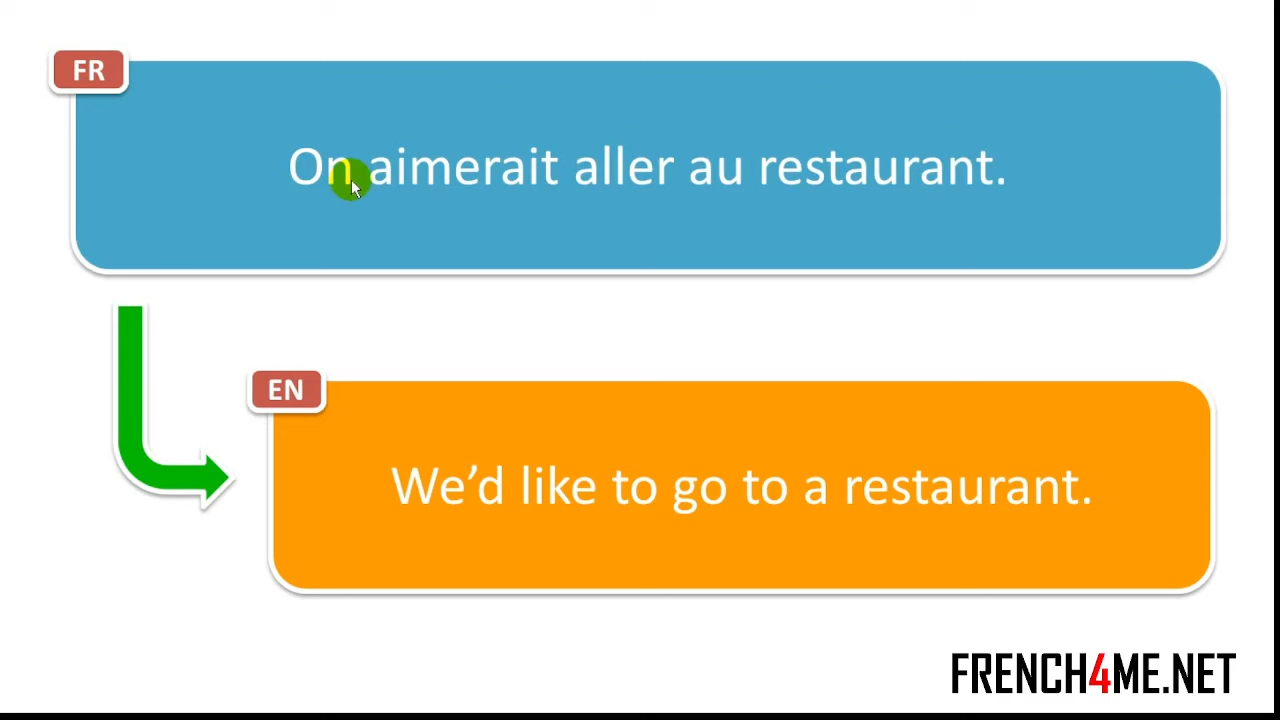 FR
On aimerait aller au restaurant.
EN
We’d like to go to a restaurant.
FRENCH4ME.NET